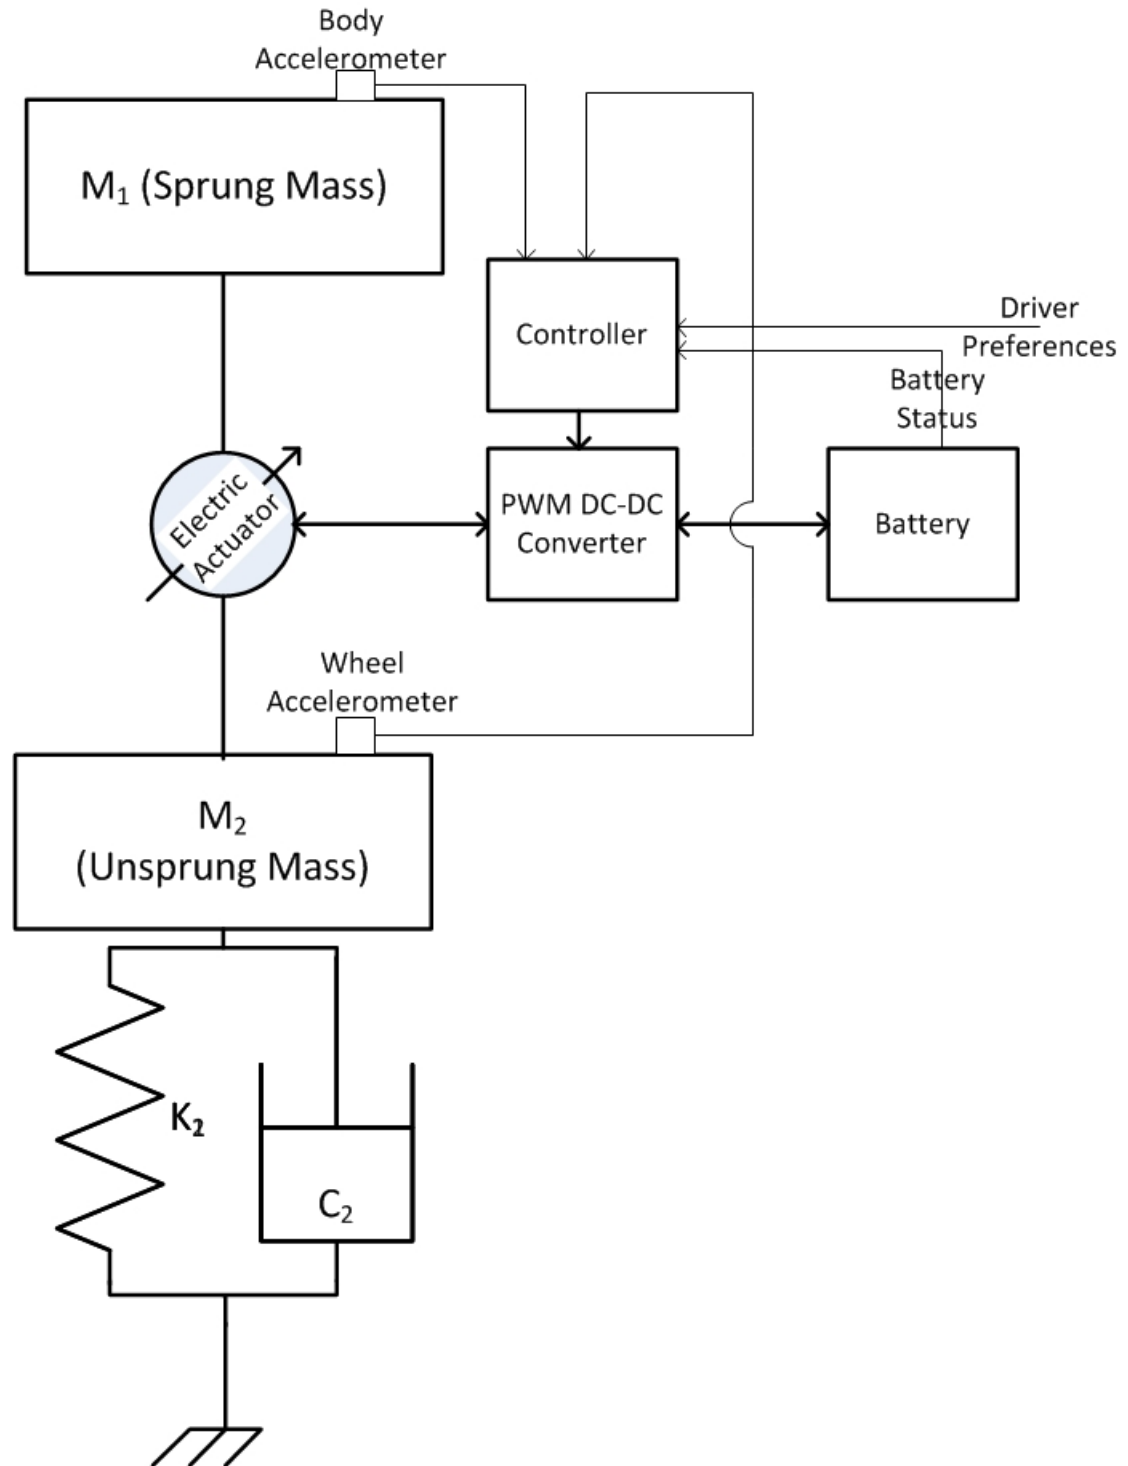 Body
Accelerometer
M₁ (Sprung Mass)
Controller
Driver
Preferences
Battery
Status
Electric
Actuator
PWM DC-DC
Converter
Battery
Wheel
Accelerometer
M₂
(Unsprung Mass)
K₂
C₂